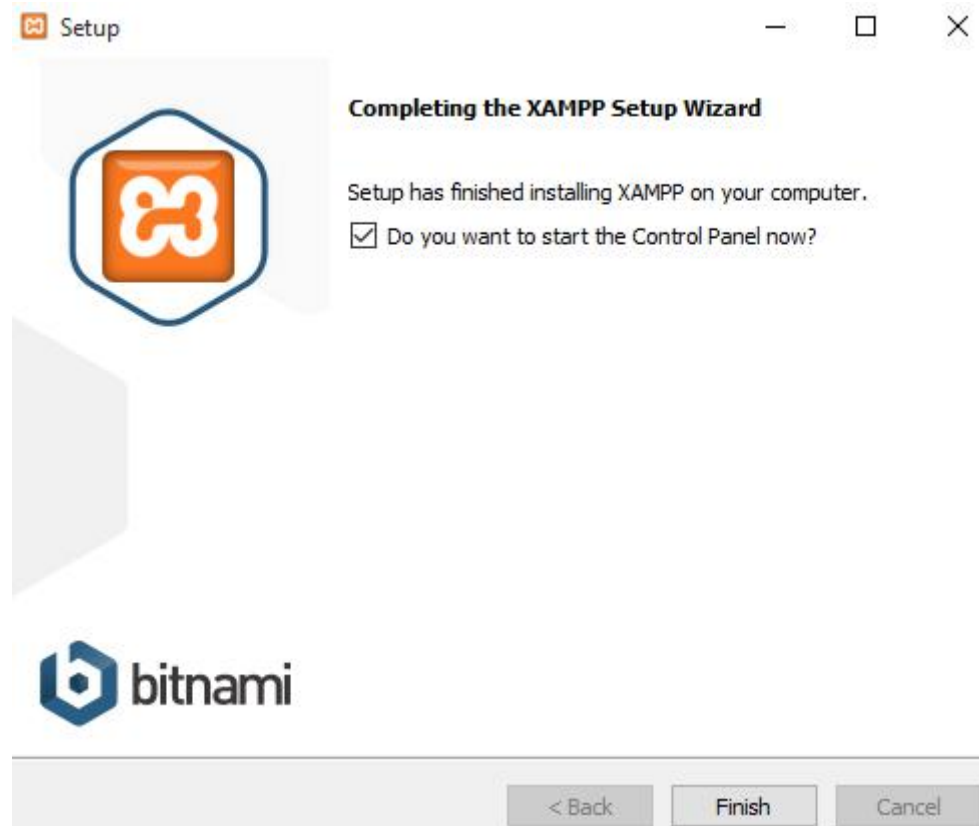 Setup
Completing the XAMPP Setup Wizard
Setup has finished installing XAMPP on your computer.
Do you want to start the Control Panel now?
bitnami
< Back
Finish
Cancel